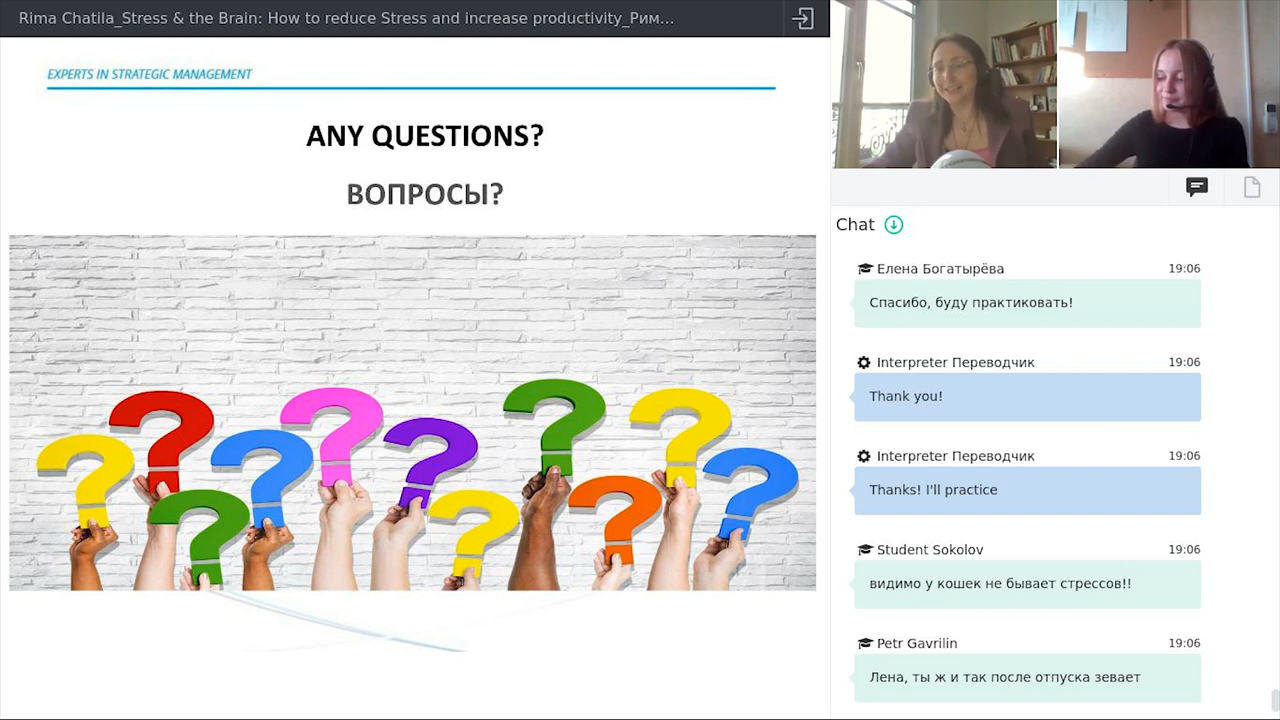 Rima Chatila_Stress & the Brain: How to reduce Stress and increase productivity_Рим...
EXPERTS IN STRATEGIC MANAGEMENT
ANY QUESTIONS?
ВОПРОСЫ?
Chat
Елена Богатырёва 19:06
Спасибо, буду практиковать!
Interpreter Переводчик 19:06
Thank you!
Interpreter Переводчик 19:06
Thanks! I'll practice
Student Sokolov 19:06
видимо у кошек не бывает стрессов!!
Petr Gavrilin 19:06
Лена, ты ж и так после отпуска зевает